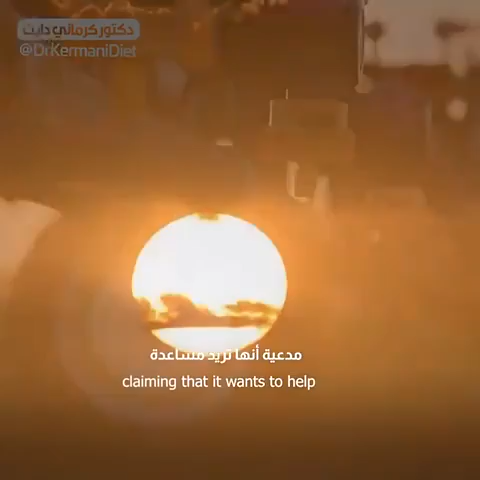 دكتور كرماني دايت
@DrKermaniDiet
مدعية أنها تريد مساعدة
claiming that it wants to help